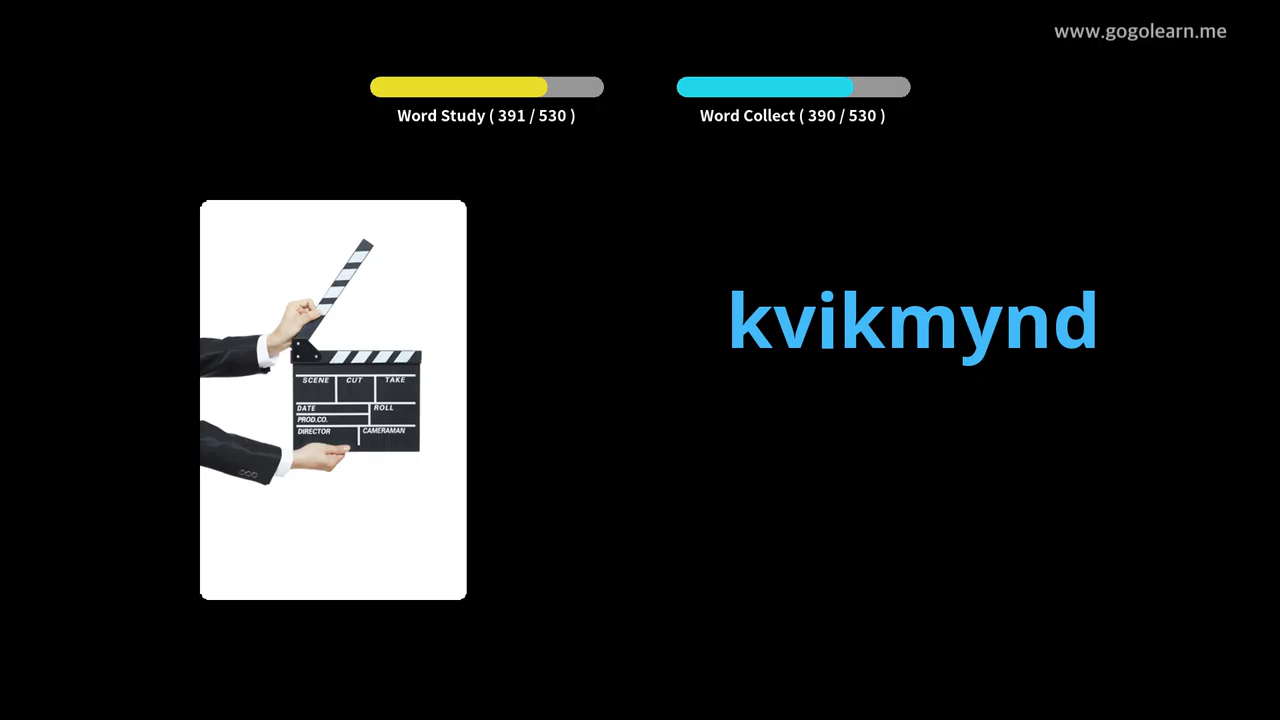 www.gogolearn.me
Word Study ( 391 / 530 )
Word Collect ( 390 / 530 )
kvikmynd
SCENE CUT TAKE
DATE ROLL
PROD.CO.
DIRECTOR CAMERAMAN